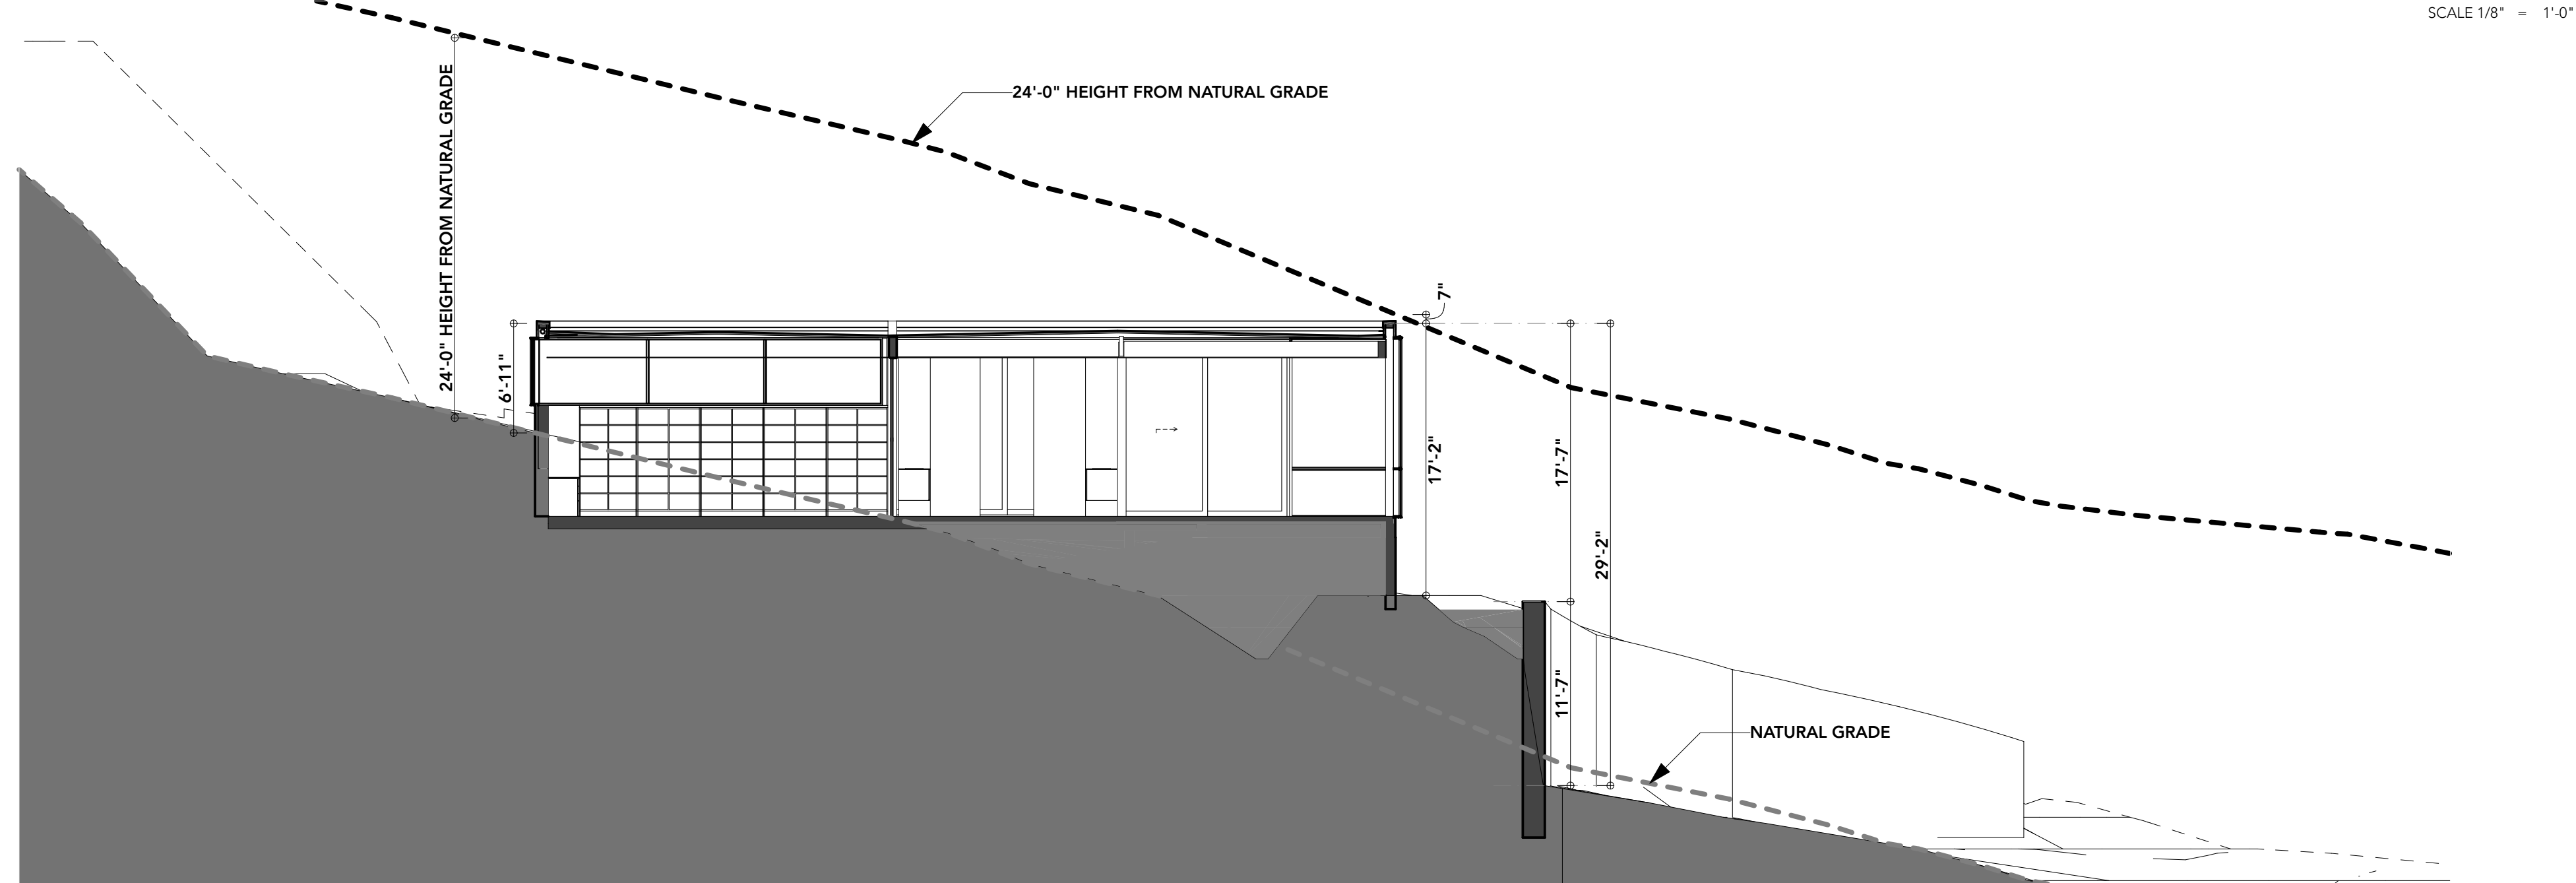 SCALE 1/8" = 1'-0"
24'-0" HEIGHT FROM NATURAL GRADE
24'-0" HEIGHT FROM NATURAL GRADE
6'-11"
7"
17'-2"
17'-7"
29'-2"
11'-7"
NATURAL GRADE